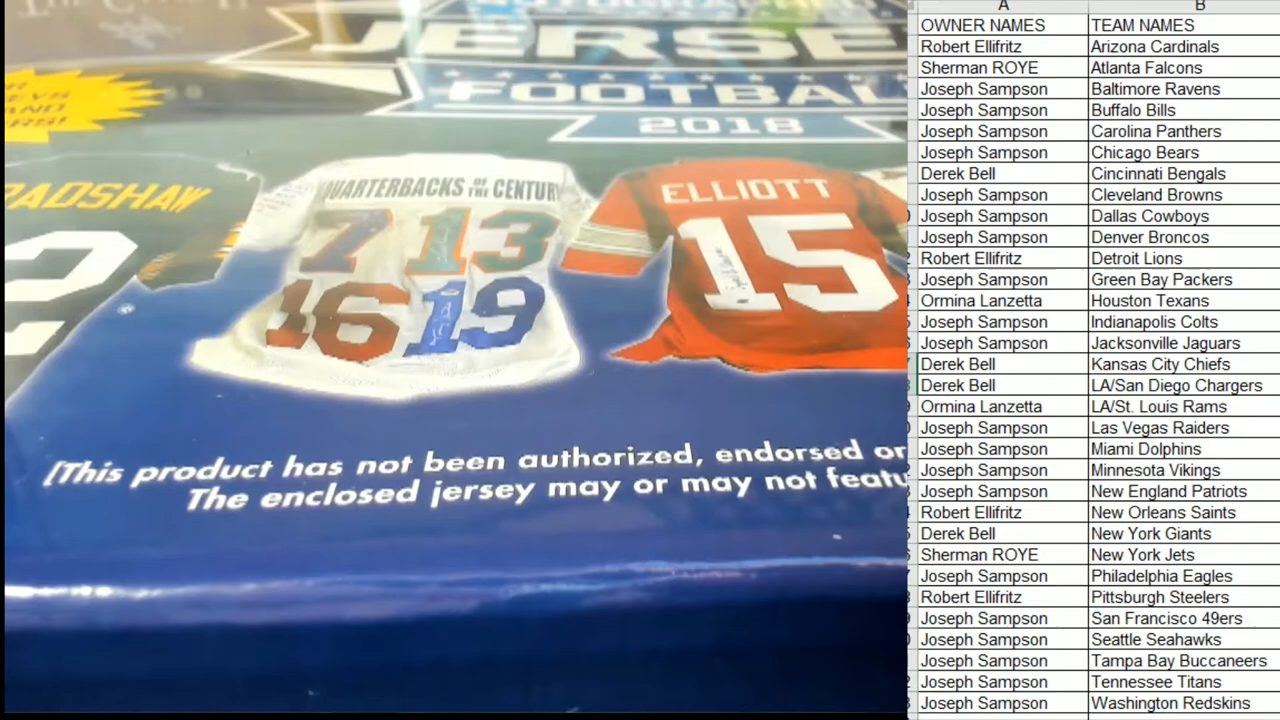 JERSE
FOOTBAL
2018
ADSHAW
QUARTERBACKS OF THE CENTUR
7 13
16 19
ELLIOTT
15
2
[This product has not been authorized, endorsed or
The enclosed jersey may or may not featu
A B
OWNER NAMES TEAM NAMES
Robert Ellifritz Arizona Cardinals
Sherman ROYE Atlanta Falcons
Joseph Sampson Baltimore Ravens
Joseph Sampson Buffalo Bills
Joseph Sampson Carolina Panthers
Joseph Sampson Chicago Bears
Derek Bell Cincinnati Bengals
Joseph Sampson Cleveland Browns
Joseph Sampson Dallas Cowboys
Joseph Sampson Denver Broncos
Robert Ellifritz Detroit Lions
Joseph Sampson Green Bay Packers
Ormina Lanzetta Houston Texans
Joseph Sampson Indianapolis Colts
Joseph Sampson Jacksonville Jaguars
Derek Bell Kansas City Chiefs
Derek Bell LA/San Diego Chargers
Ormina Lanzetta LA/St. Louis Rams
Joseph Sampson Las Vegas Raiders
Joseph Sampson Miami Dolphins
Joseph Sampson Minnesota Vikings
Joseph Sampson New England Patriots
Robert Ellifritz New Orleans Saints
Derek Bell New York Giants
Sherman ROYE New York Jets
Joseph Sampson Philadelphia Eagles
Robert Ellifritz Pittsburgh Steelers
Joseph Sampson San Francisco 49ers
Joseph Sampson Seattle Seahawks
Joseph Sampson Tampa Bay Buccaneers
Joseph Sampson Tennessee Titans
Joseph Sampson Washington Redskins